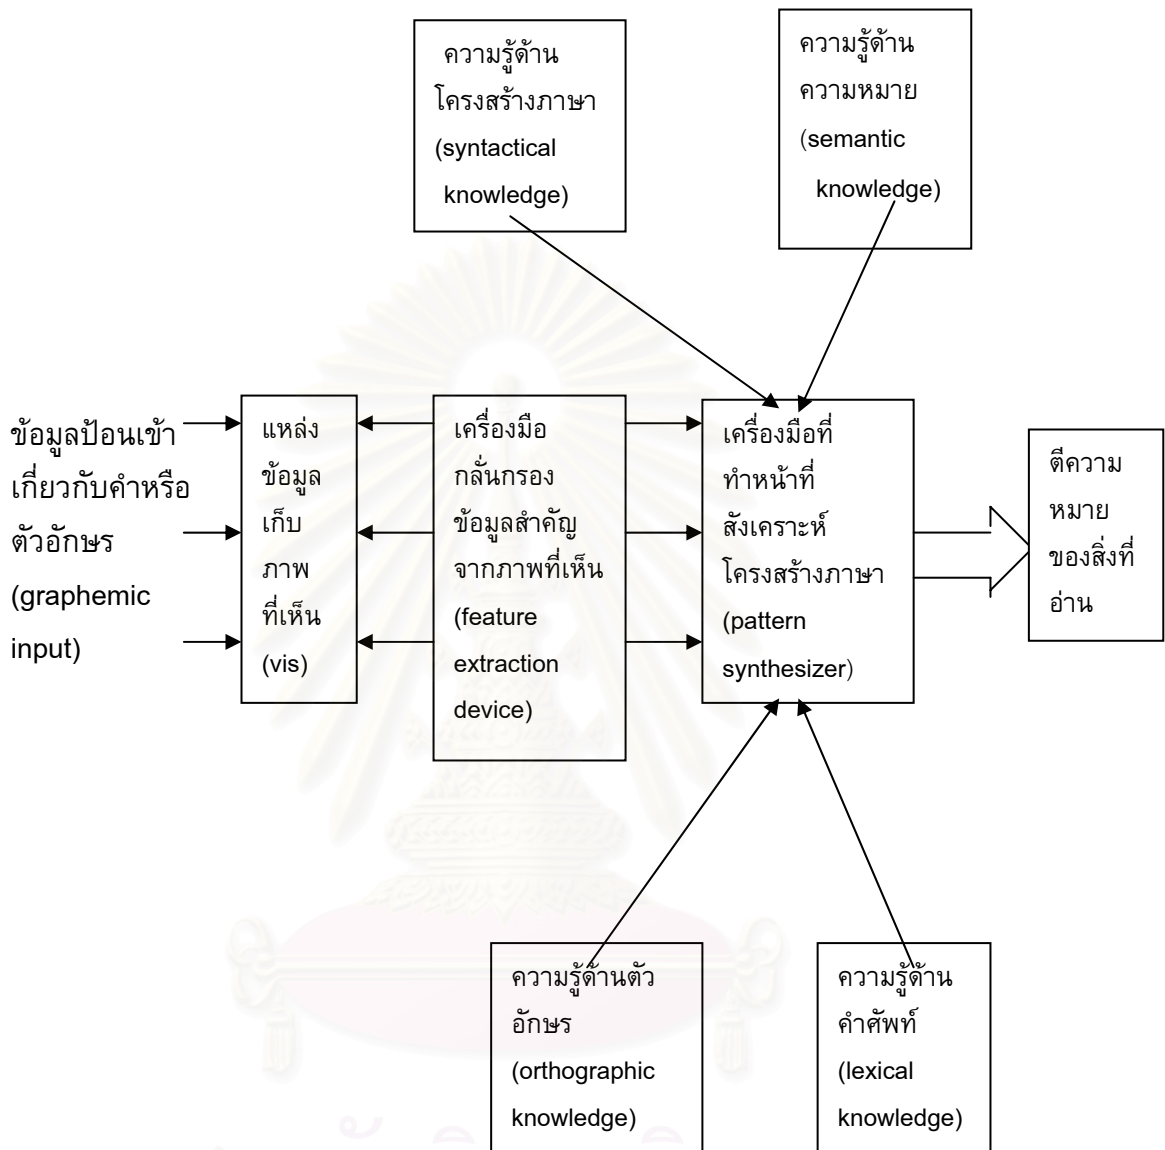 ความรู้ด้าน
โครงสร้างภาษา
(syntactical
knowledge)
ความรู้ด้าน
ความหมาย
(semantic
knowledge)
ข้อมูลป้อนเข้า
เกี่ยวกับคำหรือ
ตัวอักษร
(graphemic
input)
แหล่ง
ข้อมูล
เก็บ
ภาพ
ที่เห็น
(vis)
เครื่องมือ
กลั่นกรอง
ข้อมูลสำคัญ
จากภาพที่เห็น
(feature
extraction
device)
เครื่องมือที่
ทำหน้าที่
สังเคราะห์
โครงสร้างภาษา
(pattern
synthesizer)
ตีความ
หมาย
ของสิ่งที่
อ่าน
ความรู้ด้านตัว
อักษร
(orthographic
knowledge)
ความรู้ด้าน
คำศัพท์
(lexical
knowledge)